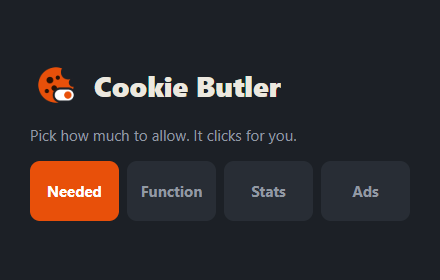 Cookie Butler
Pick how much to allow. It clicks for you.
Needed Function Stats Ads